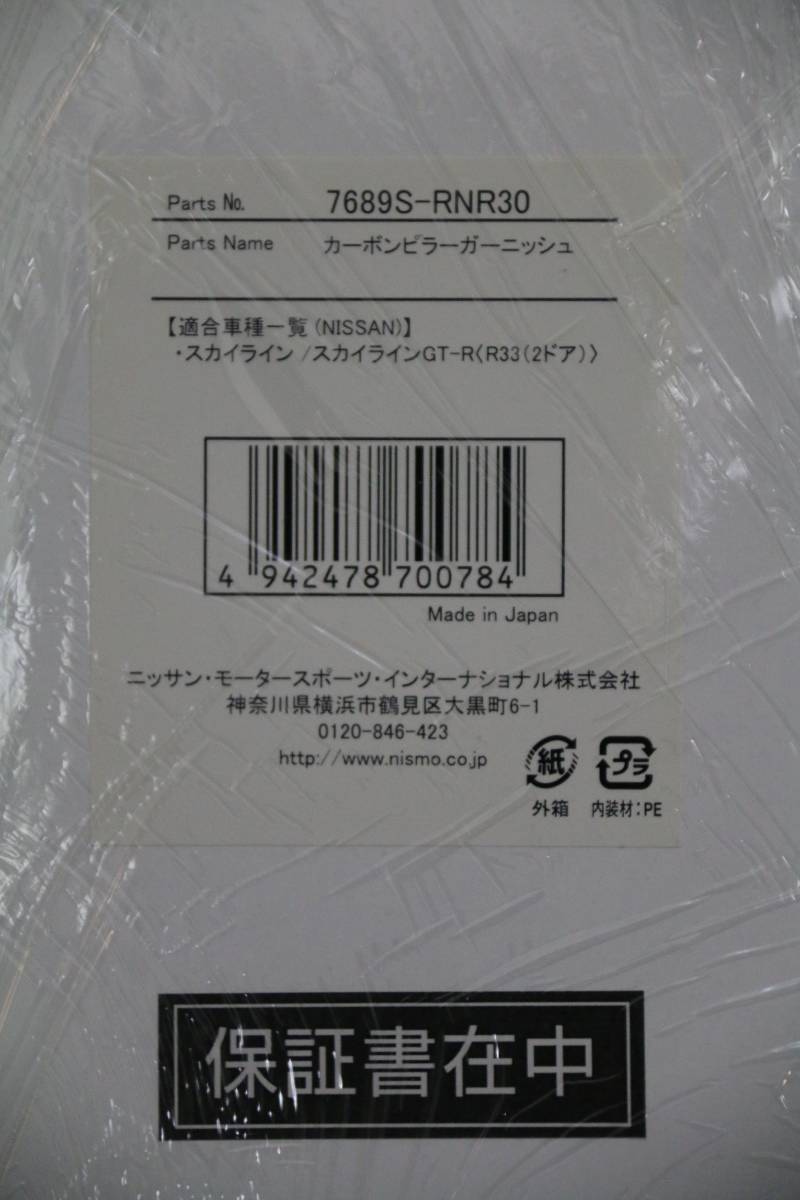 Parts No. 7689S-RNR30
Parts Name カーボンピラーガーニッシュ
【適合車種一覧(NISSAN)】
・スカイライン /スカイラインGT-R〈R33(2ドア)〉
4 942478 700784
Made in Japan
ニッサン・モータースポーツ・インターナショナル株式会社
神奈川県横浜市鶴見区大黒町6-1
0120-846-423
http://www.nismo.co.jp
紙 プラ
外箱 内装材:PE
保証書在中